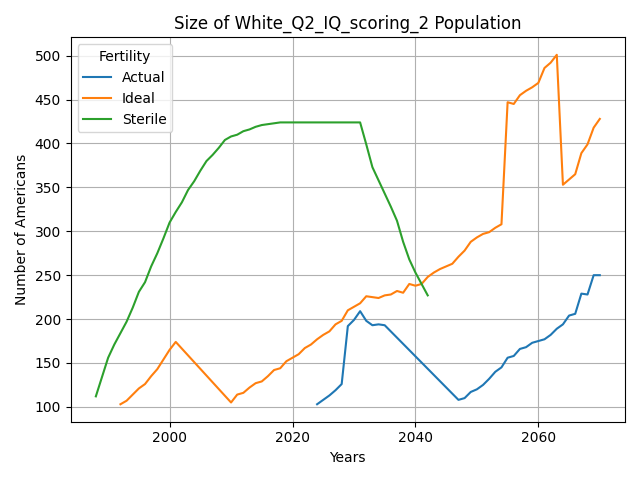 Size of White_Q2_IQ_scoring_2 Population
Fertility
Actual
Ideal
Sterile
Number of Americans
500
450
400
350
300
250
200
150
100
2000
2020
2040
2060
Years